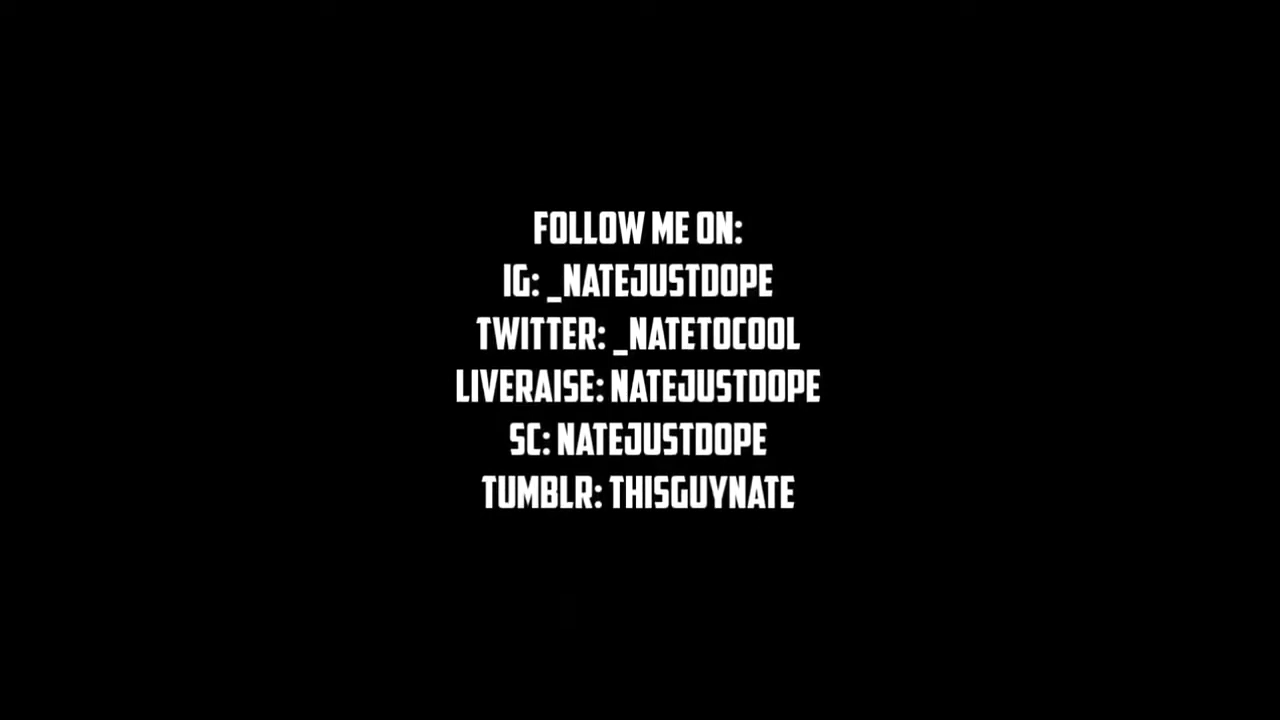 FOLLOW ME ON:
IG: _NATEJUSTDOPE
TWITTER: _NATETOCOOL
LIVERAISE: NATEJUSTDOPE
SC: NATEJUSTDOPE
TUMBLR: THISGUYNATE